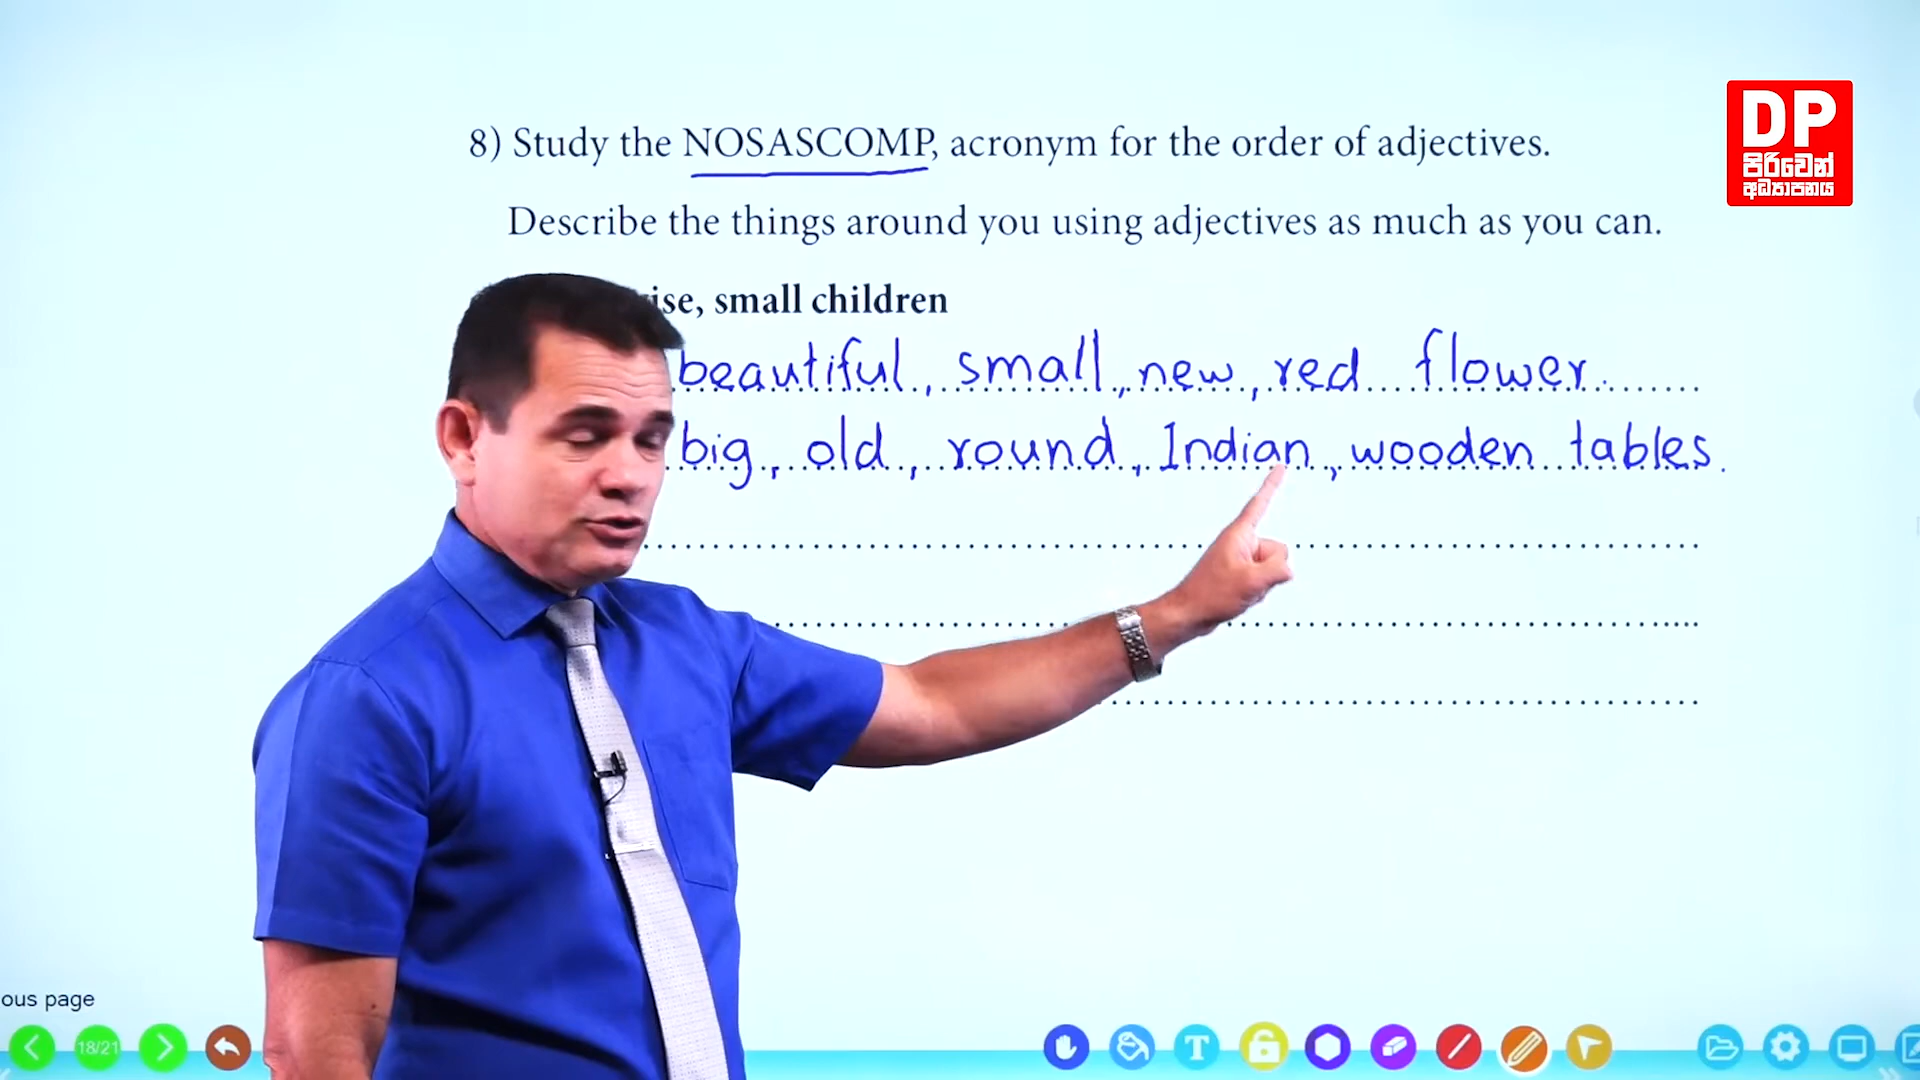 DP
පිරිවෙන්
අධ්‍යාපනය
8) Study the NOSASCOMP, acronym for the order of adjectives.
Describe the things around you using adjectives as much as you can.
ise, small children
beautiful, small, new, red flower.
big, old, round, Indian, wooden tables.
ous page
18/21
T